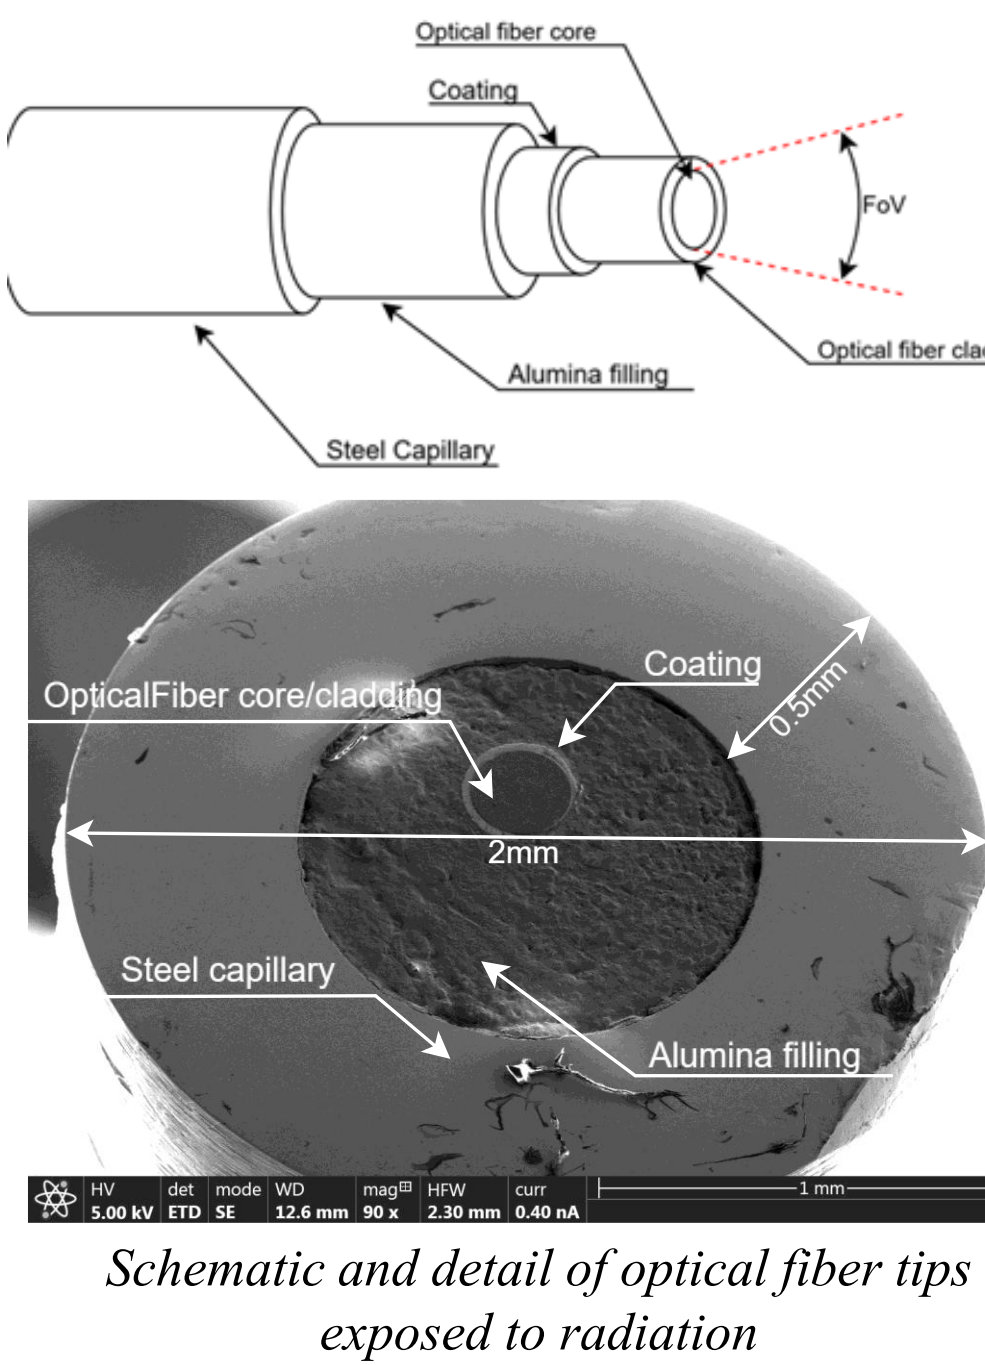 Optical fiber core
Coating
FoV
Optical fiber
Alumina filling
Steel Capillary
Coating
OpticalFiber core/cladding
0.5mm
2mm
Steel capillary
Alumina filling
HV det mode WD mag HFW curr
5.00 kV ETD SE 12.6 mm 90 x 2.30 mm 0.40 nA
1 mm
Schematic and detail of optical fiber tips
exposed to radiation